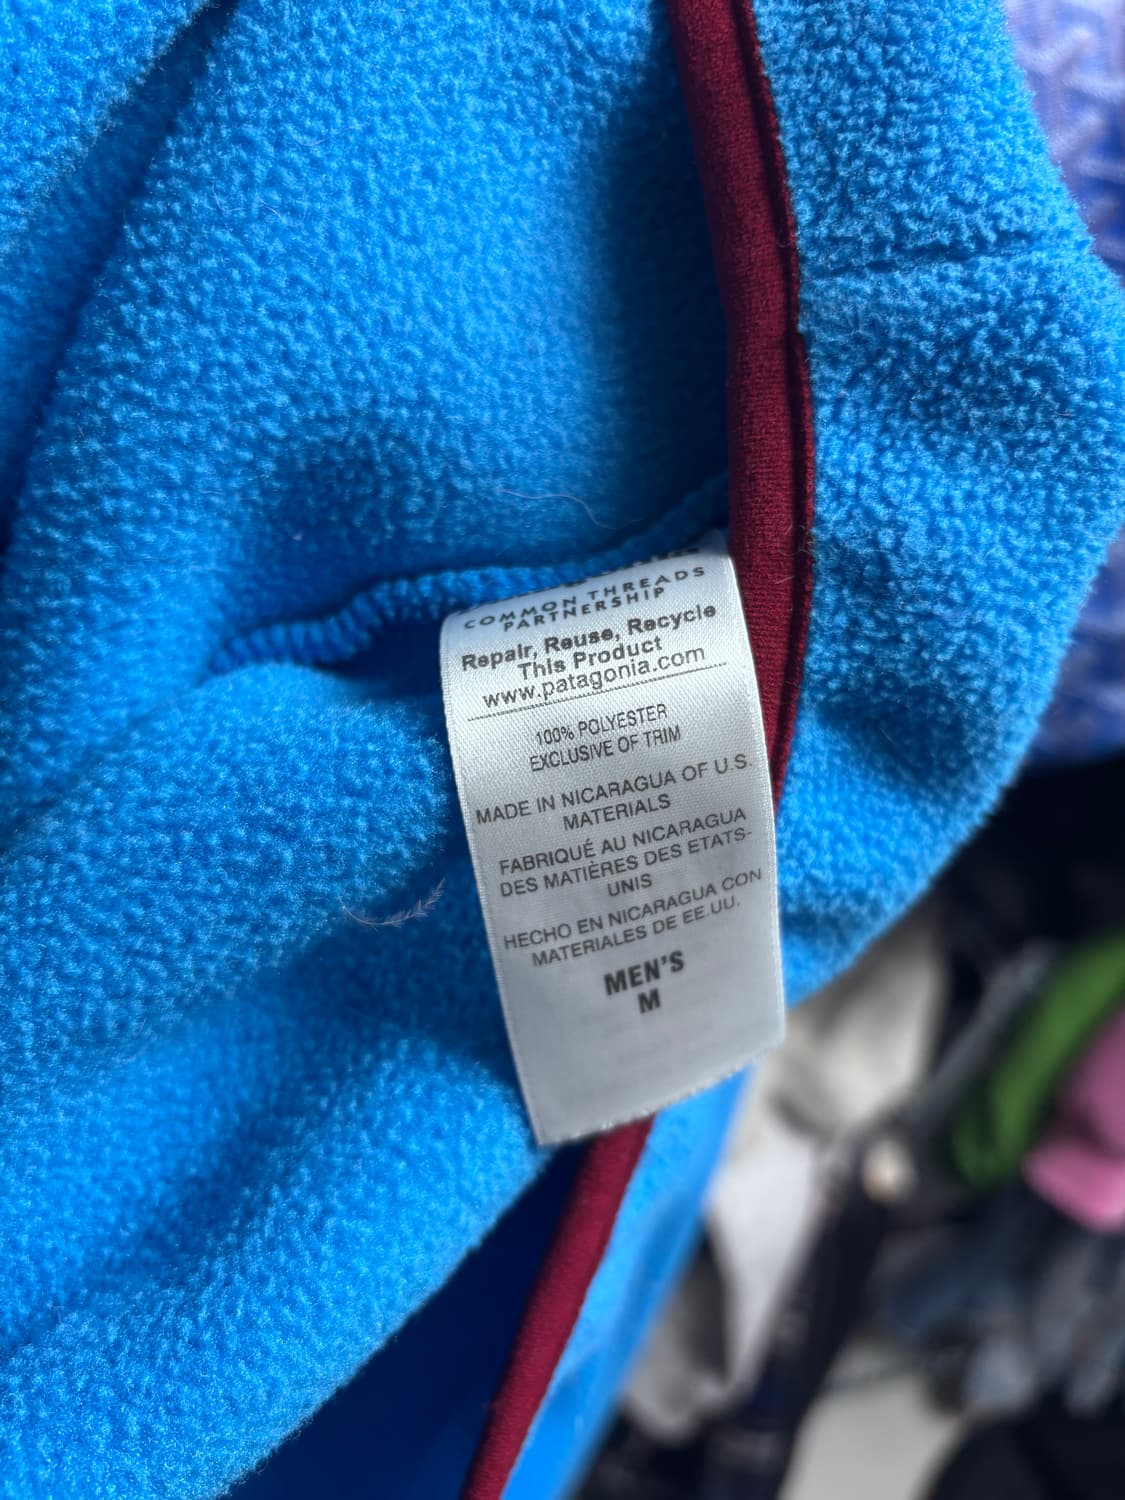 COMMON THREADS
PARTNERSHIP
Repair, Reuse, Recycle
This Product
www.patagonia.com
100% POLYESTER
EXCLUSIVE OF TRIM
MADE IN NICARAGUA OF U.S.
MATERIALS
FABRIQUÉ AU NICARAGUA
DES MATIÈRES DES ETATS-
UNIS
HECHO EN NICARAGUA CON
MATERIALES DE EE.UU.
MEN'S
M